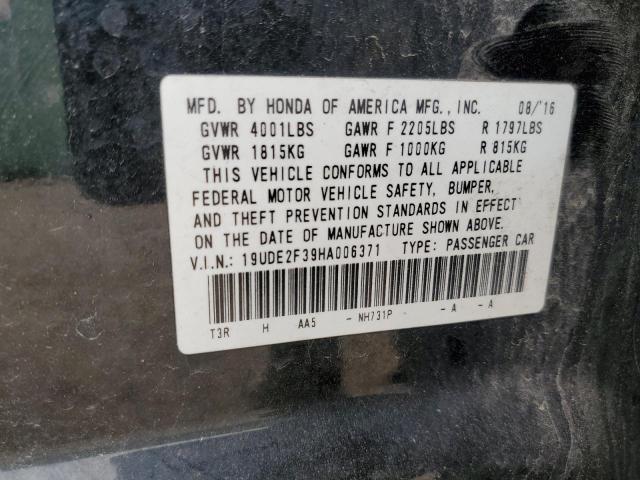 MFD. BY HONDA OF AMERICA MFG., INC. 08/'16
GVWR 4001LBS GAWR F 2205LBS R 1797LBS
GVWR 1815KG GAWR F 1000KG R 815KG
THIS VEHICLE CONFORMS TO ALL APPLICABLE
FEDERAL MOTOR VEHICLE SAFETY, BUMPER,
AND THEFT PREVENTION STANDARDS IN EFFECT
ON THE DATE OF MANUFACTURE SHOWN ABOVE.
V.I.N.: 19UDE2F39HA006371 TYPE: PASSENGER CAR
T3R H AA5 - NH731P - A - A